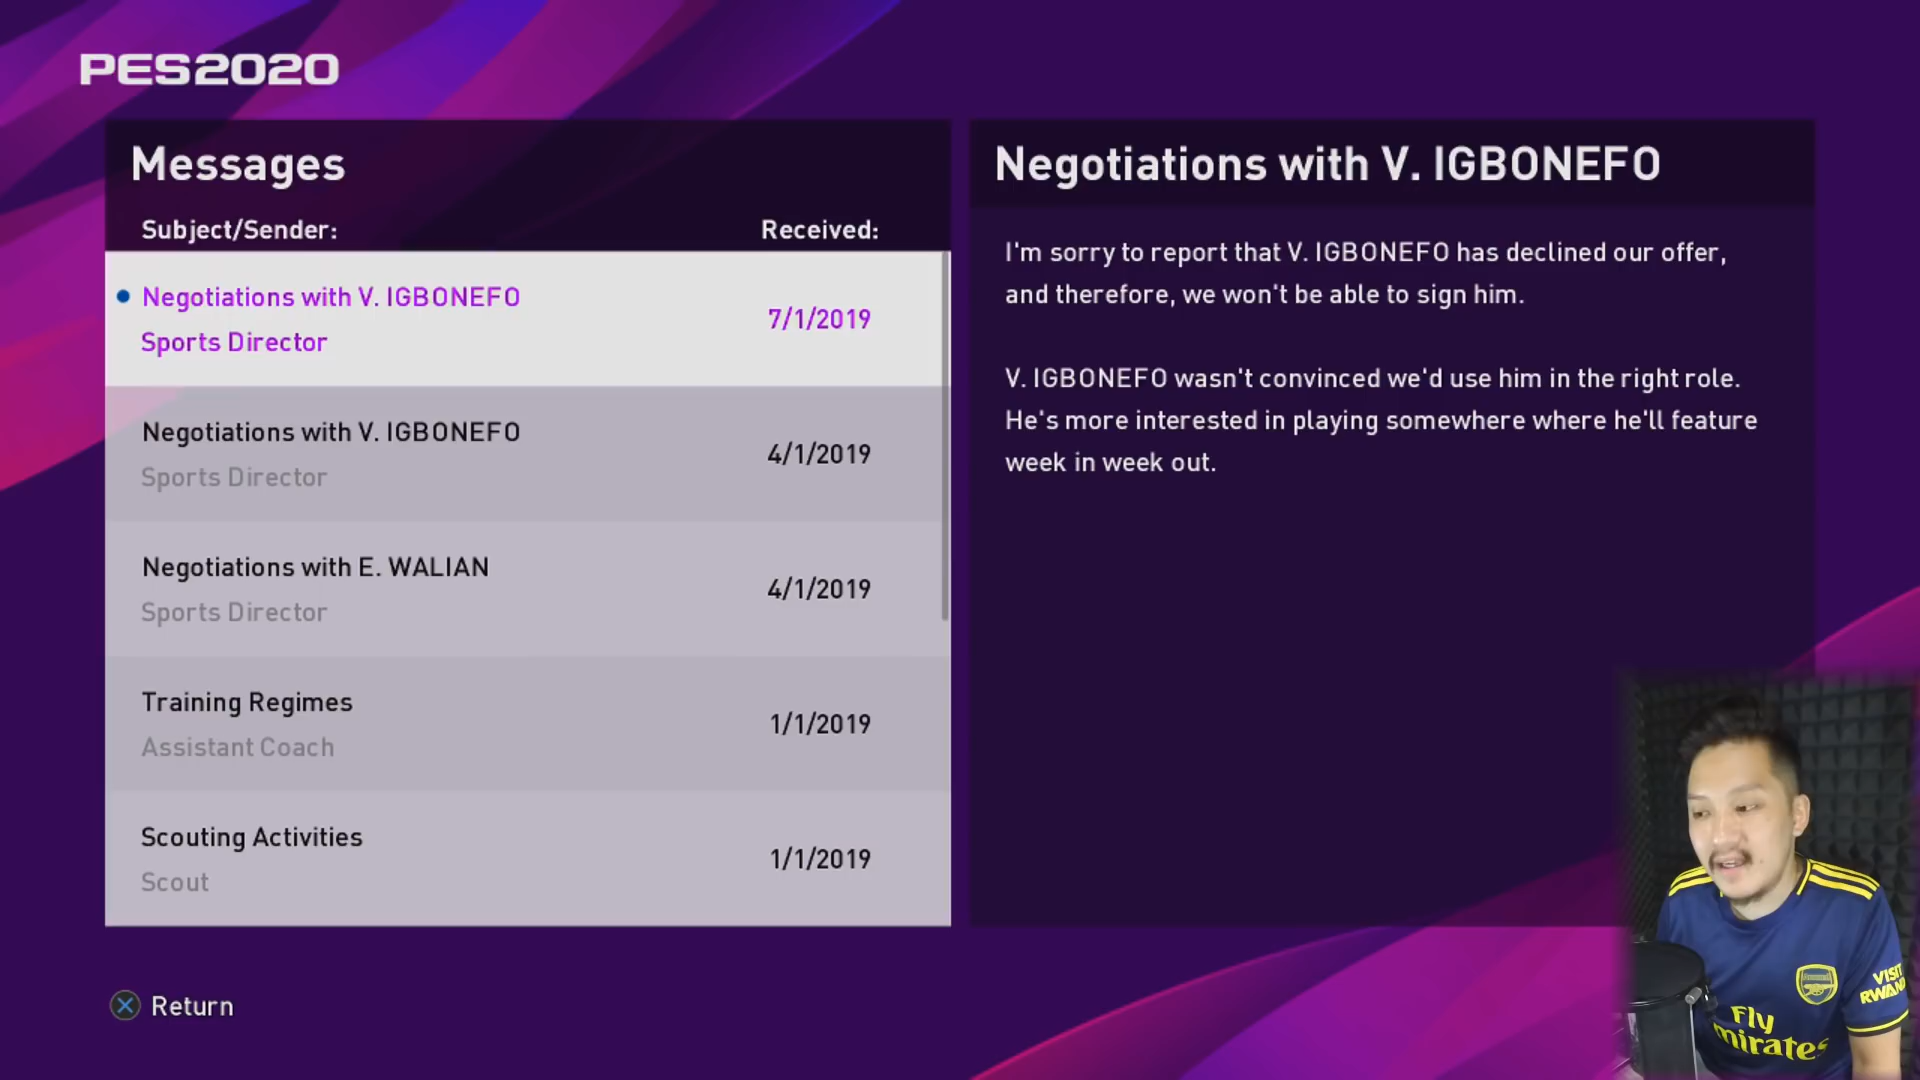 PES2020
Messages
Subject/Sender:
Received:
Negotiations with V. IGBONEFO
Sports Director
7/1/2019
Negotiations with V. IGBONEFO
Sports Director
4/1/2019
Negotiations with E. WALIAN
Sports Director
4/1/2019
Training Regimes
Assistant Coach
1/1/2019
Scouting Activities
Scout
1/1/2019
Negotiations with V. IGBONEFO
I'm sorry to report that V. IGBONEFO has declined our offer,
and therefore, we won't be able to sign him.
V. IGBONEFO wasn't convinced we'd use him in the right role.
He's more interested in playing somewhere where he'll feature
week in week out.
Return
VISIT
RWAND
Fly
mirates